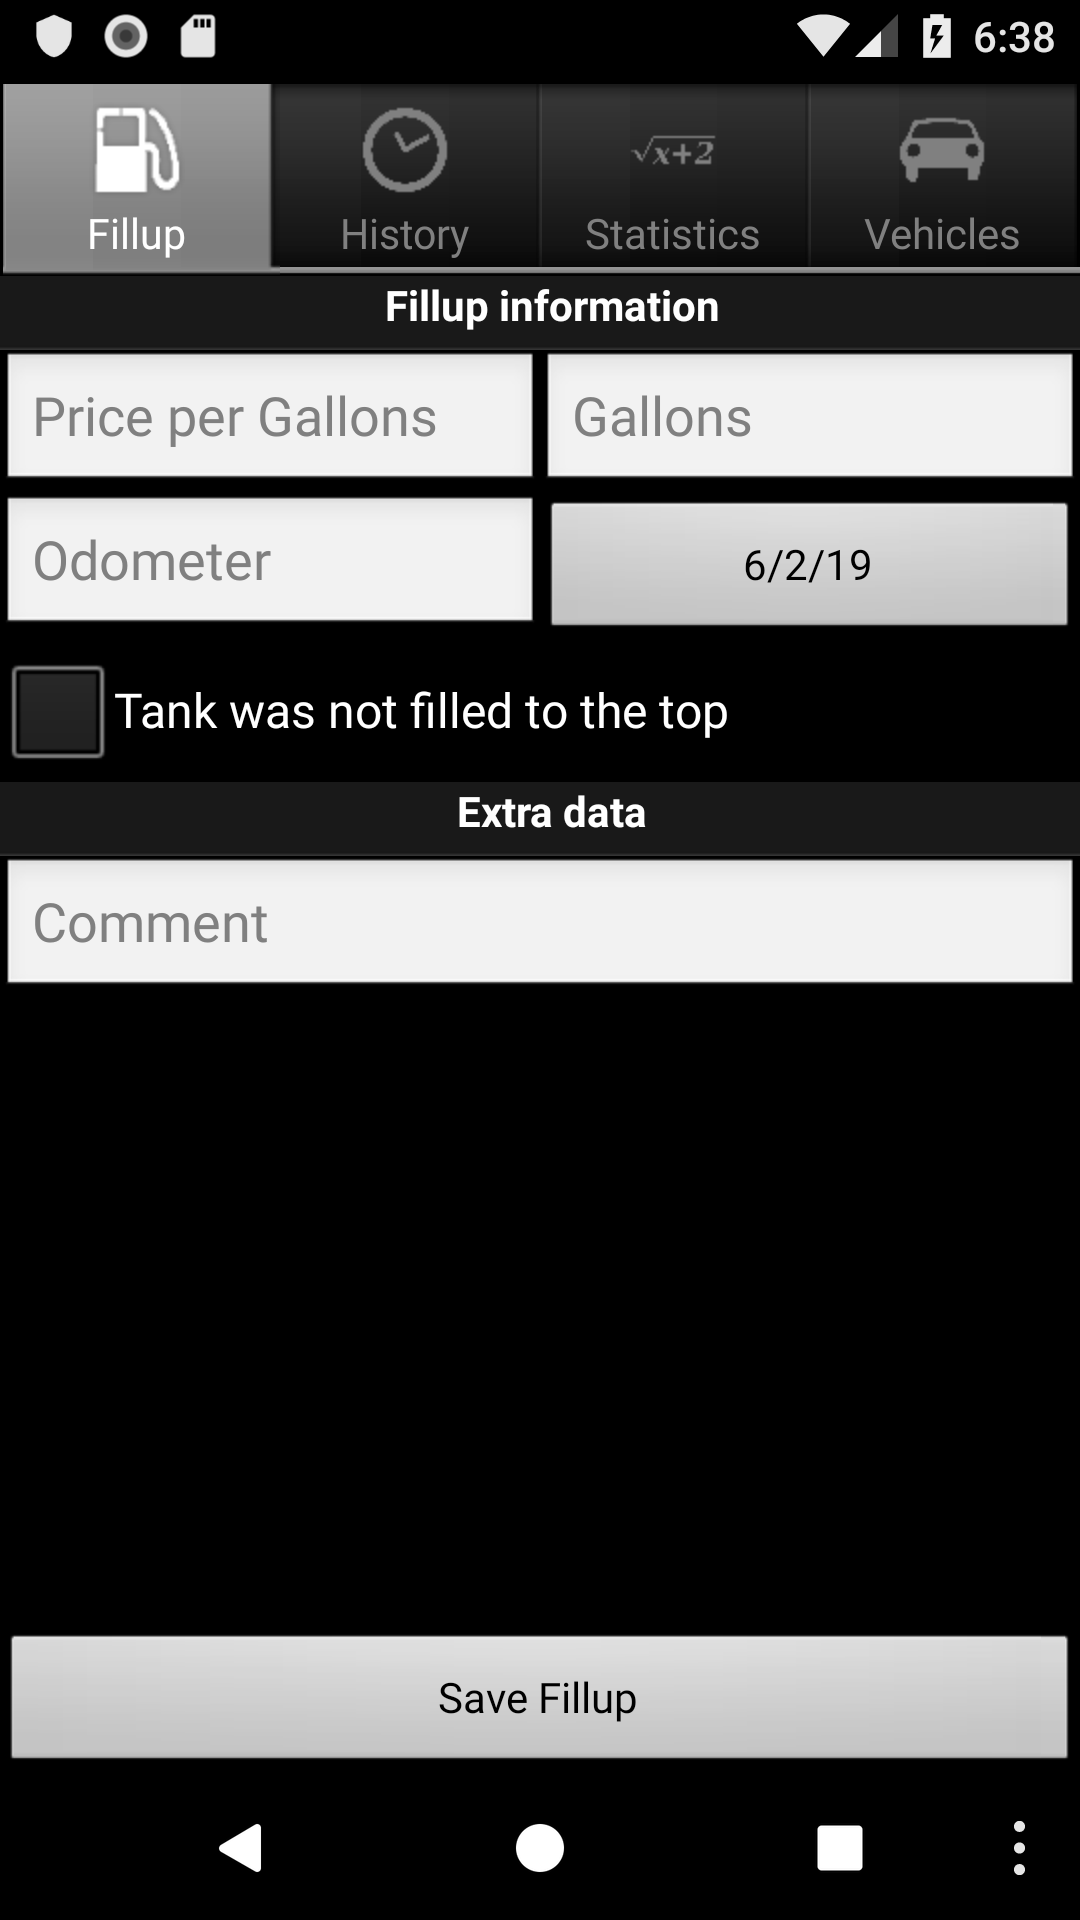 6:38
√x+2
Fillup
History
Statistics
Vehicles
Fillup information
Price per Gallons
Gallons
Odometer
6/2/19
Tank was not filled to the top
Extra data
Comment
Save Fillup